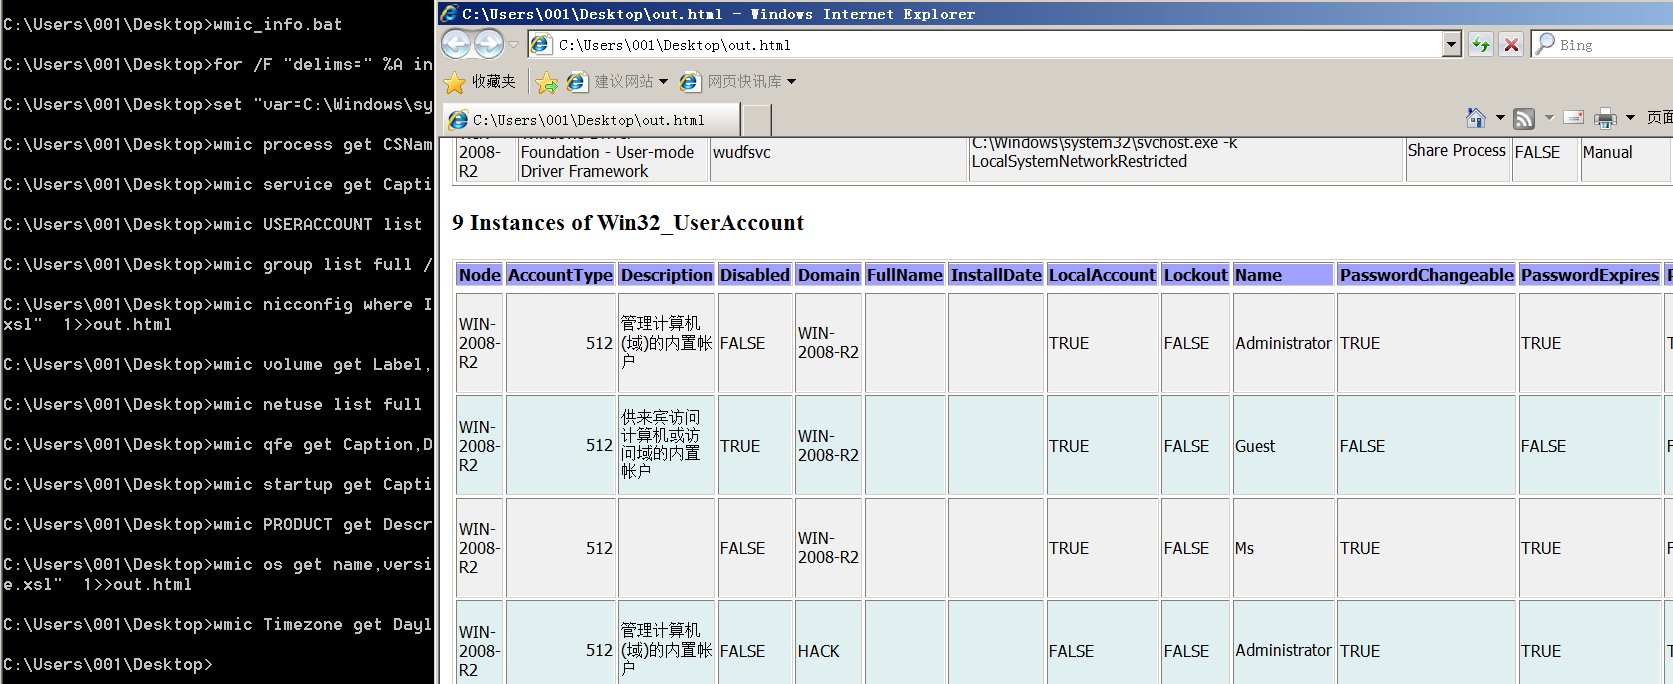 C:\Users\001\Desktop>wmic_info.bat
C:\Users\001\Desktop>for /F "delims=" %A in
C:\Users\001\Desktop>set "var=C:\Windows\sy
C:\Users\001\Desktop>wmic process get CSNam
C:\Users\001\Desktop>wmic service get Capti
C:\Users\001\Desktop>wmic USERACCOUNT list
C:\Users\001\Desktop>wmic group list full /
C:\Users\001\Desktop>wmic nicconfig where I
xsl"  1>>out.html
C:\Users\001\Desktop>wmic volume get Label,
C:\Users\001\Desktop>wmic netuse list full
C:\Users\001\Desktop>wmic qfe get Caption,D
C:\Users\001\Desktop>wmic startup get Capti
C:\Users\001\Desktop>wmic PRODUCT get Descr
C:\Users\001\Desktop>wmic os get name,versi
e.xsl"  1>>out.html
C:\Users\001\Desktop>wmic Timezone get Dayl
C:\Users\001\Desktop>
C:\Users\001\Desktop\out.html - Windows Internet Explorer
C:\Users\001\Desktop\out.html
Bing
收藏夹 建议网站 网页快讯库
C:\Users\001\Desktop\out.html
页面
2008-
R2
Foundation - User-mode
Driver Framework
wudfsvc
C:\Windows\system32\svchost.exe -k
LocalSystemNetworkRestricted
Share Process
FALSE
Manual
9 Instances of Win32_UserAccount
Node AccountType Description Disabled Domain FullName InstallDate LocalAccount Lockout Name PasswordChangeable PasswordExpires
WIN-
2008-
R2
512
管理计算机
(域)的内置帐
户
FALSE
WIN-
2008-R2
TRUE
FALSE
Administrator
TRUE
TRUE
WIN-
2008-
R2
512
供来宾访问
计算机或访
问域的内置
帐户
TRUE
WIN-
2008-R2
TRUE
FALSE
Guest
FALSE
FALSE
WIN-
2008-
R2
512
FALSE
WIN-
2008-R2
TRUE
FALSE
Ms
TRUE
TRUE
WIN-
2008-
R2
512
管理计算机
(域)的内置帐
户
FALSE
HACK
FALSE
FALSE
Administrator
TRUE
TRUE